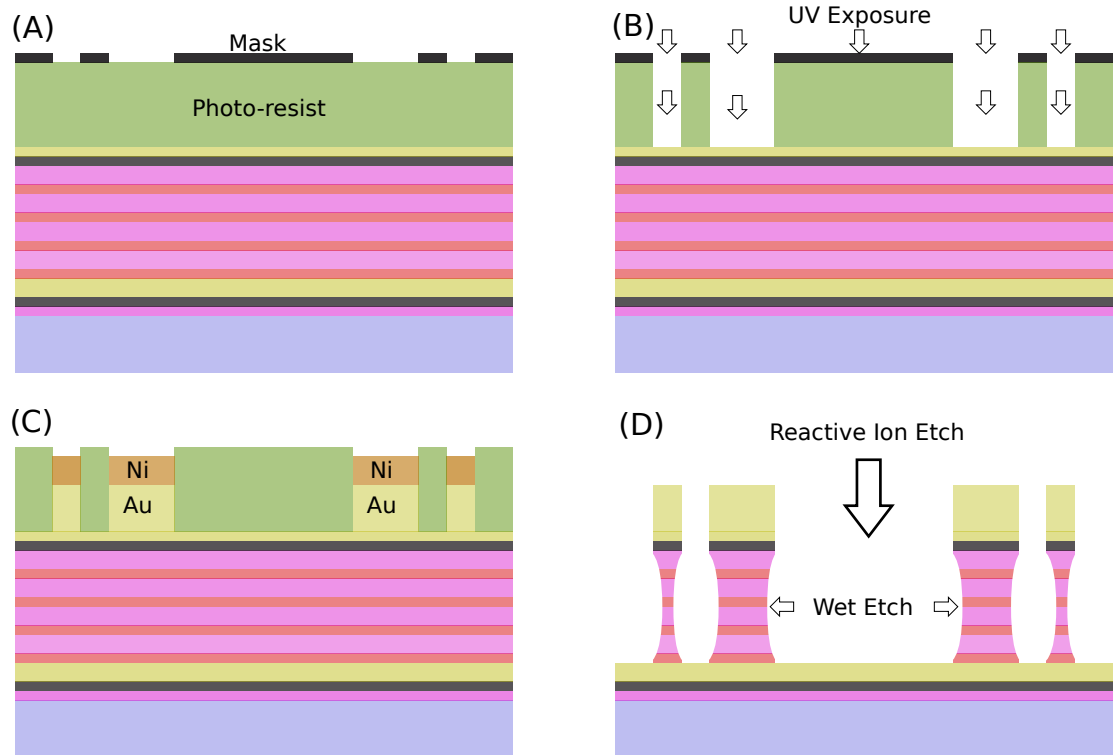 (A)
Mask
Photo-resist
(B)
UV Exposure
(C)
Ni
Ni
Au
Au
(D)
Reactive Ion Etch
Wet Etch